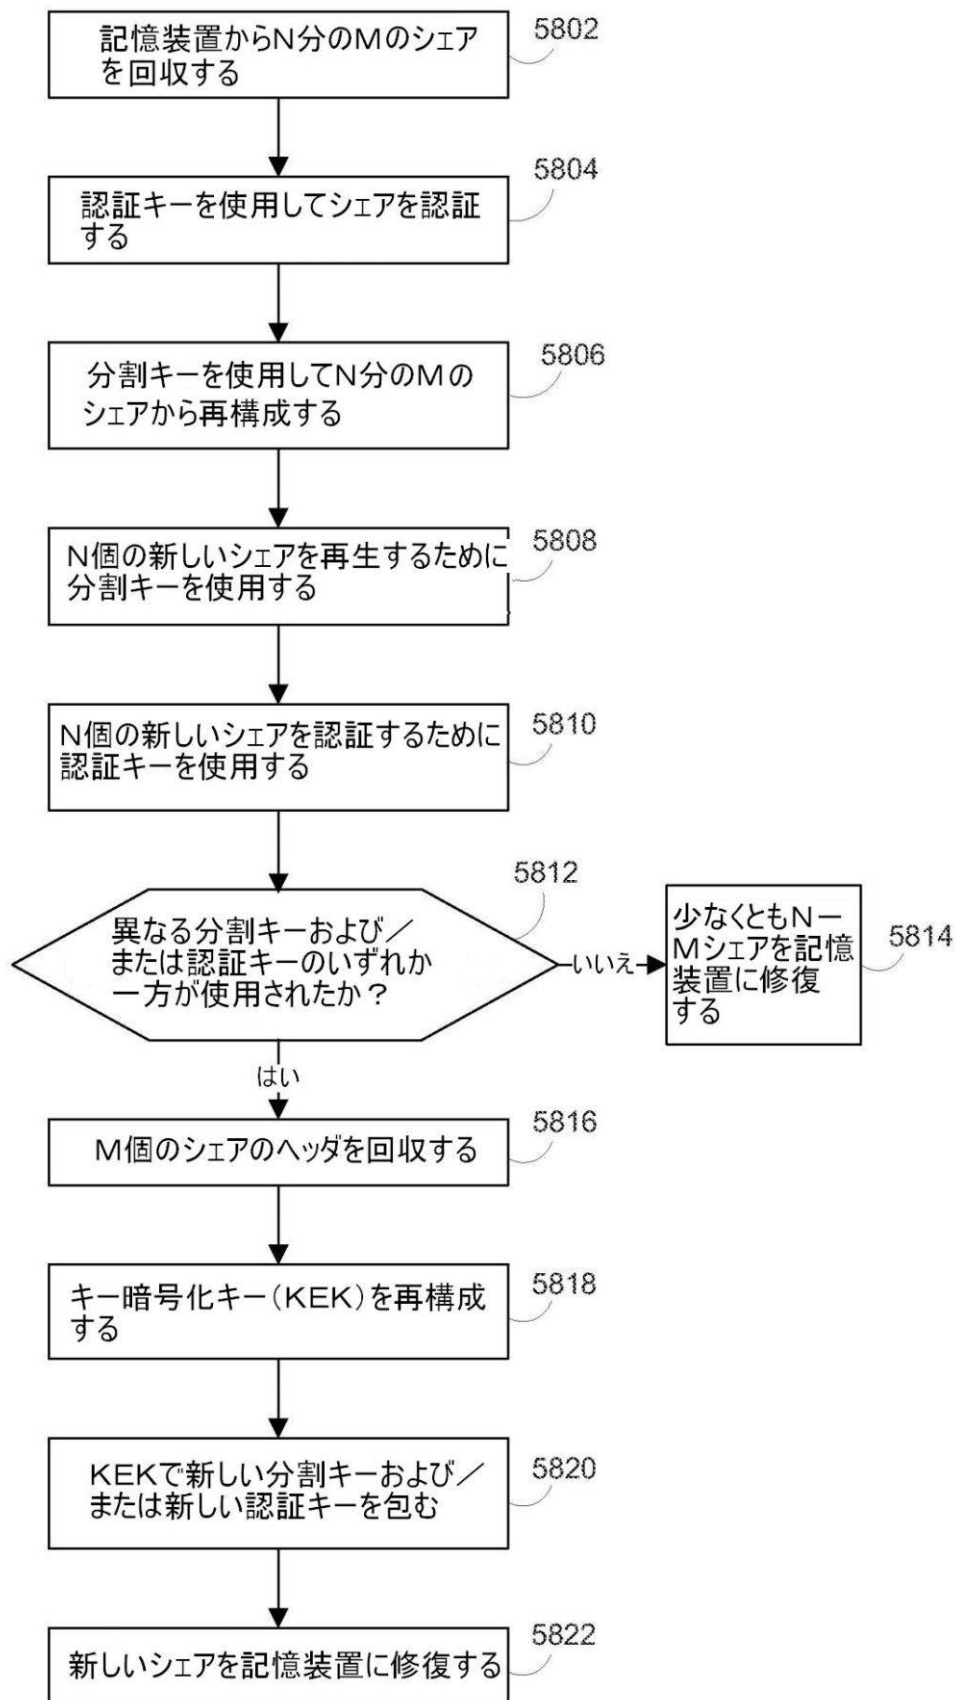 記憶装置からN分のMのシェア
を回収する
5802
認証キーを使用してシェアを認証
する
5804
分割キーを使用してN分のMの
シェアから再構成する
5806
N個の新しいシェアを再生するために
分割キーを使用する
5808
N個の新しいシェアを認証するために
認証キーを使用する
5810
異なる分割キーおよび／
または認証キーのいずれか
一方が使用されたか？
5812
いいえ
少なくともN－
Mシェアを記憶
装置に修復
する
5814
はい
M個のシェアのヘッダを回収する
5816
キー暗号化キー（KEK）を再構成
する
5818
KEKで新しい分割キーおよび／
または新しい認証キーを包む
5820
新しいシェアを記憶装置に修復する
5822